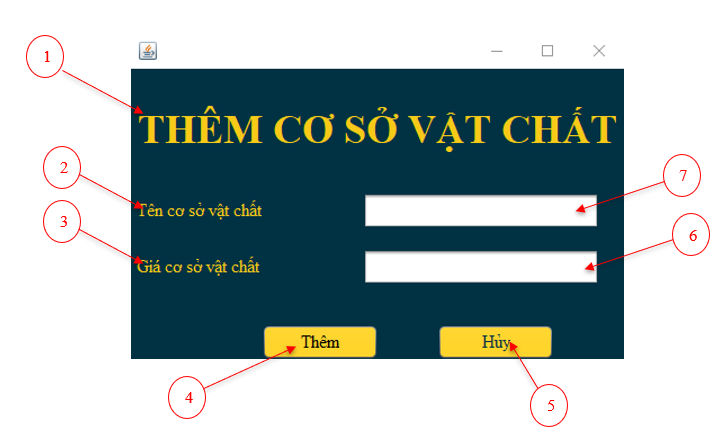 1
THÊM CƠ SỞ VẬT CHẤT
2
7
Tên cơ sở vật chất
3
6
Giá cơ sở vật chất
Thêm Hủy
4
5